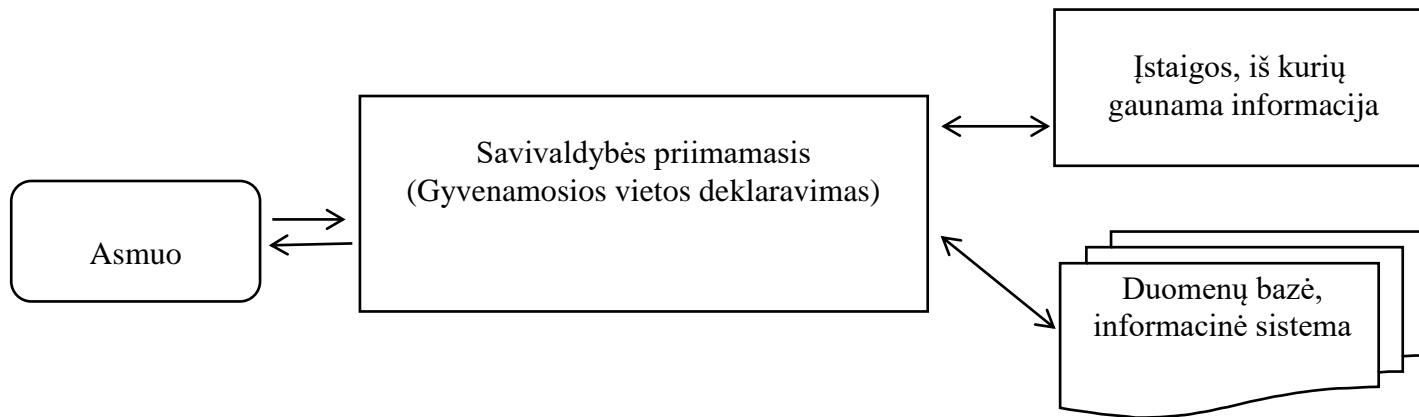 Įstaigos, iš kurių
gaunama informacija
Savivaldybės priimamasis
(Gyvenamosios vietos deklaravimas)
Asmuo
Duomenų bazė,
informacinė sistema